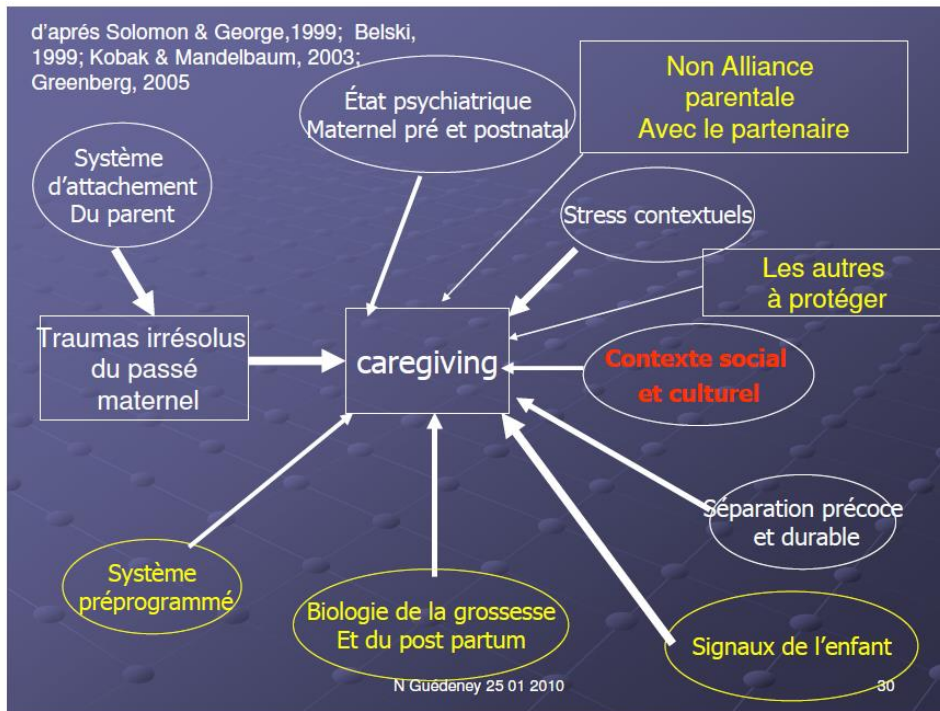 d'aprés Solomon & George,1999;  Belski,
1999; Kobak & Mandelbaum, 2003;
Greenberg, 2005
État psychiatrique
Maternel pré et postnatal
Non Alliance
parentale
Avec le partenaire
Système
d'attachement
Du parent
Stress contextuels
Les autres
à protéger
Traumas irrésolus
du passé
maternel
caregiving
Contexte social
et culturel
Séparation précoce
et durable
Système
préprogrammé
Biologie de la grossesse
Et du post partum
Signaux de l'enfant
N Guédeney 25 01 2010
30